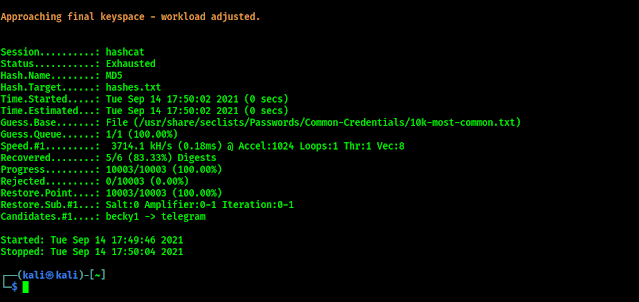 Approaching final keyspace - workload adjusted.
Session..........: hashcat
Status...........: Exhausted
Hash.Name........: MD5
Hash.Target......: hashes.txt
Time.Started.....: Tue Sep 14 17:50:02 2021 (0 secs)
Time.Estimated...: Tue Sep 14 17:50:02 2021 (0 secs)
Guess.Base.......: File (/usr/share/seclists/Passwords/Common-Credentials/10k-most-common.txt)
Guess.Queue......: 1/1 (100.00%)
Speed.#1.........:  3714.1 kH/s (0.18ms) @ Accel:1024 Loops:1 Thr:1 Vec:8
Recovered........: 5/6 (83.33%) Digests
Progress.........: 10003/10003 (100.00%)
Rejected.........: 0/10003 (0.00%)
Restore.Point....: 10003/10003 (100.00%)
Restore.Sub.#1...: Salt:0 Amplifier:0-1 Iteration:0-1
Candidates.#1....: becky1 -> telegram
Started: Tue Sep 14 17:49:46 2021
Stopped: Tue Sep 14 17:50:04 2021
┌──(kali㉿kali)-[~]
└─$